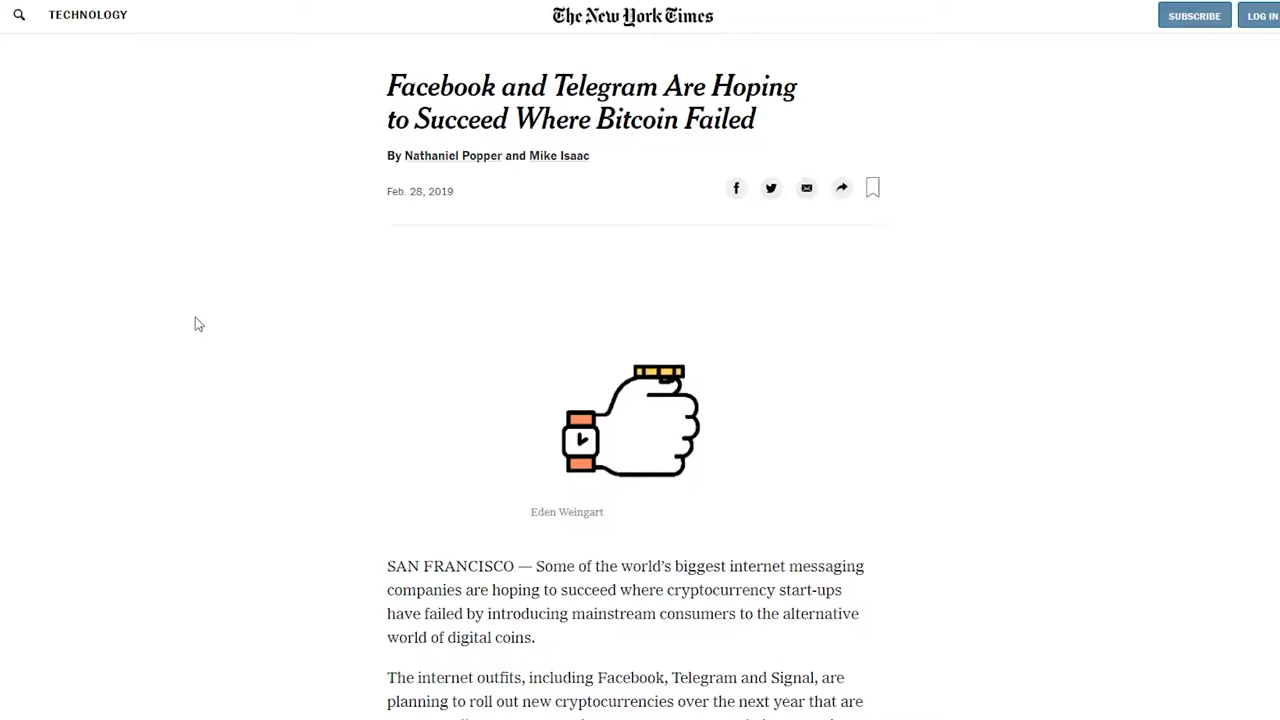 TECHNOLOGY
The New York Times
SUBSCRIBE
LOG IN
Facebook and Telegram Are Hoping
to Succeed Where Bitcoin Failed
By Nathaniel Popper and Mike Isaac
Feb. 28, 2019
Eden Weingart
SAN FRANCISCO — Some of the world's biggest internet messaging
companies are hoping to succeed where cryptocurrency start-ups
have failed by introducing mainstream consumers to the alternative
world of digital coins.
The internet outfits, including Facebook, Telegram and Signal, are
planning to roll out new cryptocurrencies over the next year that are